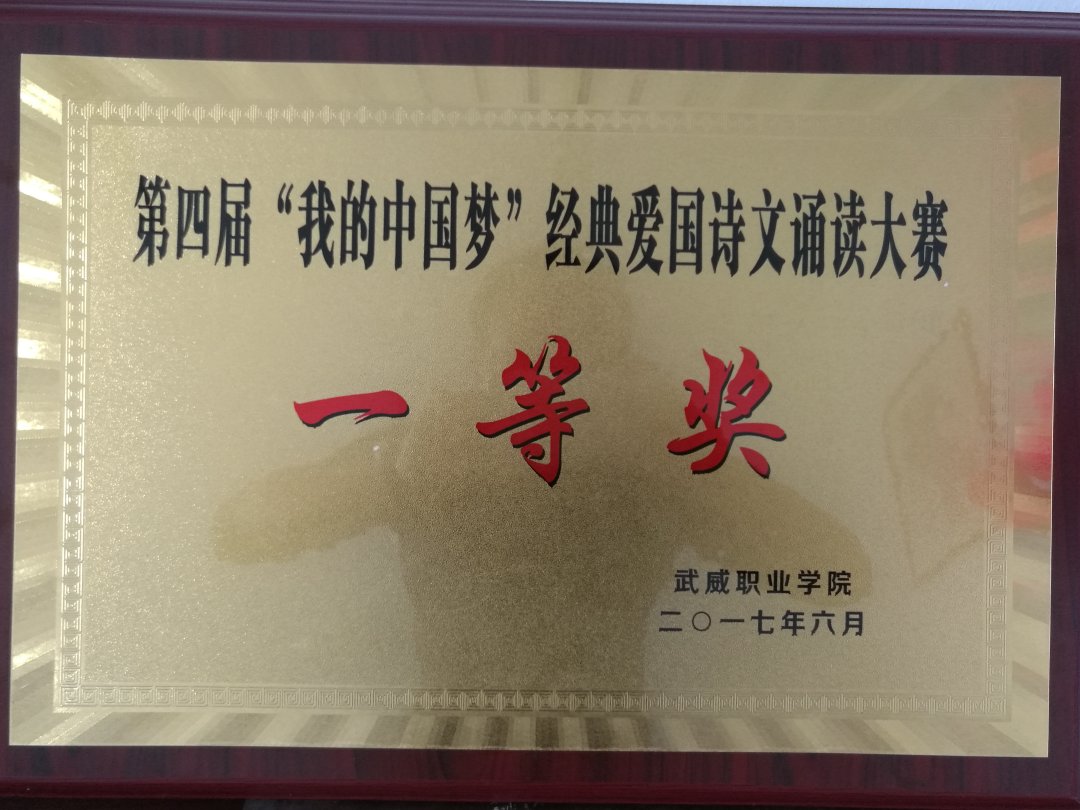 第四届“我的中国梦”经典爱国诗文诵读大赛
一等奖
武威职业学院
二〇一七年六月